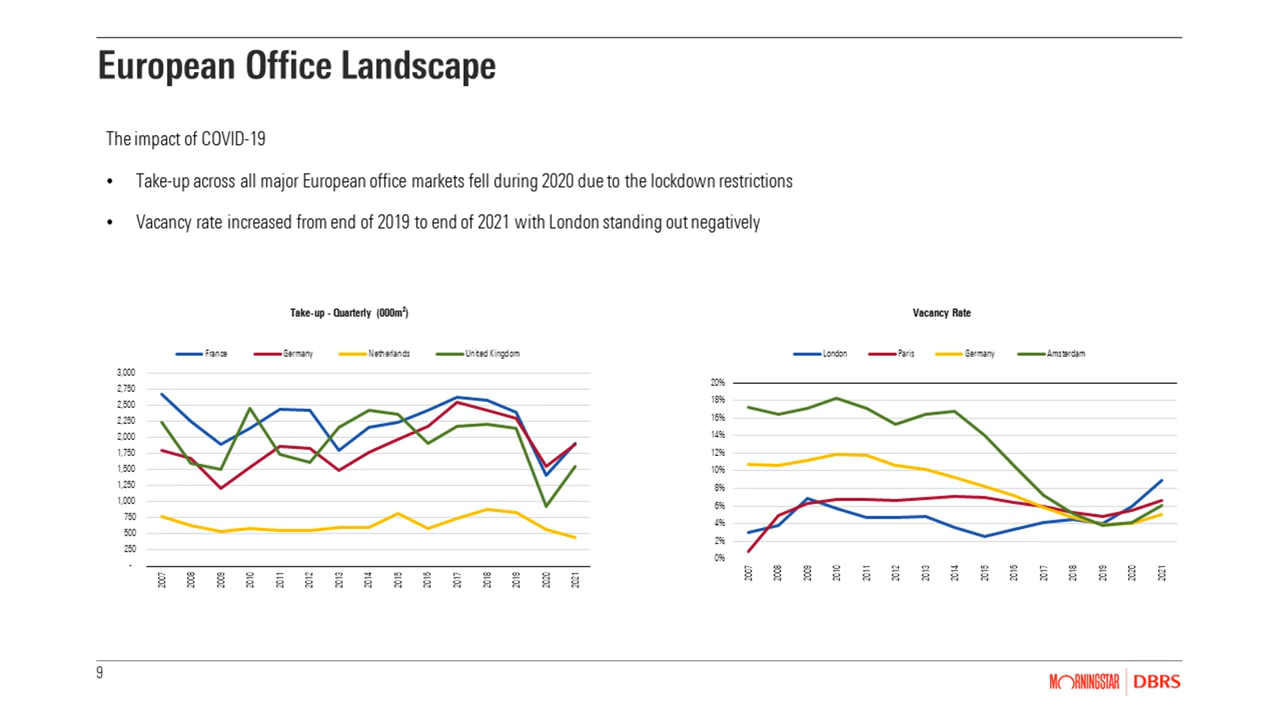 European Office Landscape
The impact of COVID-19
• Take-up across all major European office markets fell during 2020 due to the lockdown restrictions
• Vacancy rate increased from end of 2019 to end of 2021 with London standing out negatively
Take-up - Quarterly (000m²)
France Germany Netherlands United Kingdom
3,000
2,750
2,500
2,250
2,000
1,750
1,500
1,250
1,000
750
500
250
-
2007 2008 2009 2010 2011 2012 2013 2014 2015 2016 2017 2018 2019 2020 2021
Vacancy Rate
London Paris Germany Amsterdam
20%
18%
16%
14%
12%
10%
8%
6%
4%
2%
0%
2007 2008 2009 2010 2011 2012 2013 2014 2015 2016 2017 2018 2019 2020 2021
9
MORNINGSTAR DBRS